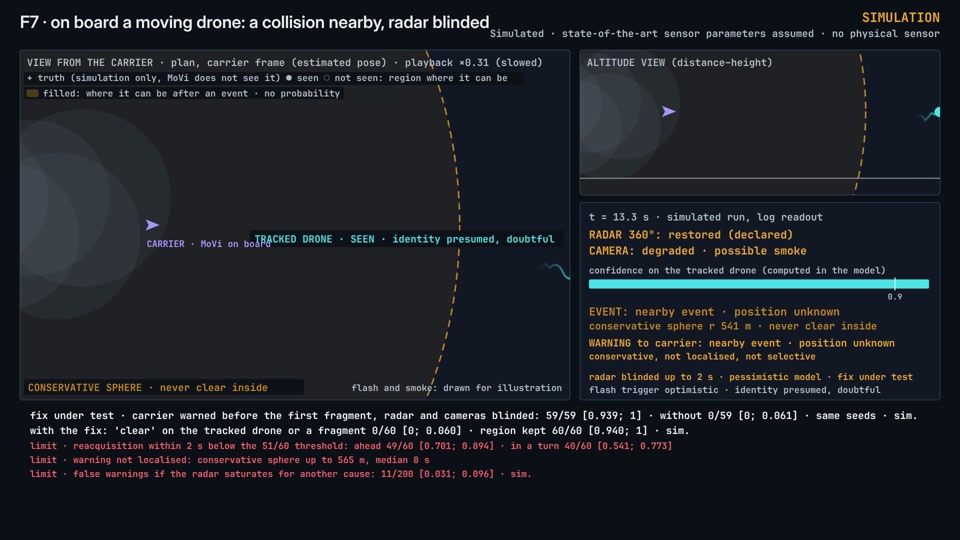 F7 · on board a moving drone: a collision nearby, radar blinded
SIMULATION
Simulated · state-of-the-art sensor parameters assumed · no physical sensor
VIEW FROM THE CARRIER · plan, carrier frame (estimated pose) · playback ×0.31 (slowed)
+ truth (simulation only, MoVi does not see it) ● seen ○ not seen: region where it can be
filled: where it can be after an event · no probability
CARRIER · MoVi on board
TRACKED DRONE · SEEN · identity presumed, doubtful
CONSERVATIVE SPHERE · never clear inside
flash and smoke: drawn for illustration
ALTITUDE VIEW (distance-height)
t = 13.3 s · simulated run, log readout
RADAR 360°: restored (declared)
CAMERA: degraded · possible smoke
confidence on the tracked drone (computed in the model)
0.9
EVENT: nearby event · position unknown
conservative sphere r 541 m · never clear inside
WARNING to carrier: nearby event · position unknown
conservative, not localised, not selective
radar blinded up to 2 s · pessimistic model · fix under test
flash trigger optimistic · identity presumed, doubtful
fix under test · carrier warned before the first fragment, radar and cameras blinded: 59/59 [0.939; 1] · without 0/59 [0; 0.061] · same seeds · sim.
with the fix: 'clear' on the tracked drone or a fragment 0/60 [0; 0.060] · region kept 60/60 [0.940; 1] · sim.
limit · reacquisition within 2 s below the 51/60 threshold: ahead 49/60 [0.701; 0.894] · in a turn 40/60 [0.541; 0.773]
limit · warning not localised: conservative sphere up to 565 m, median 8 s
limit · false warnings if the radar saturates for another cause: 11/200 [0.031; 0.096] · sim.